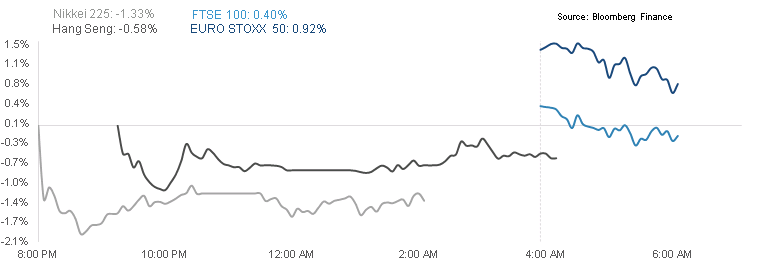 Nikkei 225: -1.33%
FTSE 100: 0.40%
Source: Bloomberg Finance
Hang Seng: -0.58%
EURO STOXX 50: 0.92%
1.5%
1.1%
0.8%
0.4%
0.1%
-0.3%
-0.7%
-1.0%
-1.4%
-1.7%
-2.1%
8:00 PM
10:00 PM
12:00 AM
2:00 AM
4:00 AM
6:00 AM